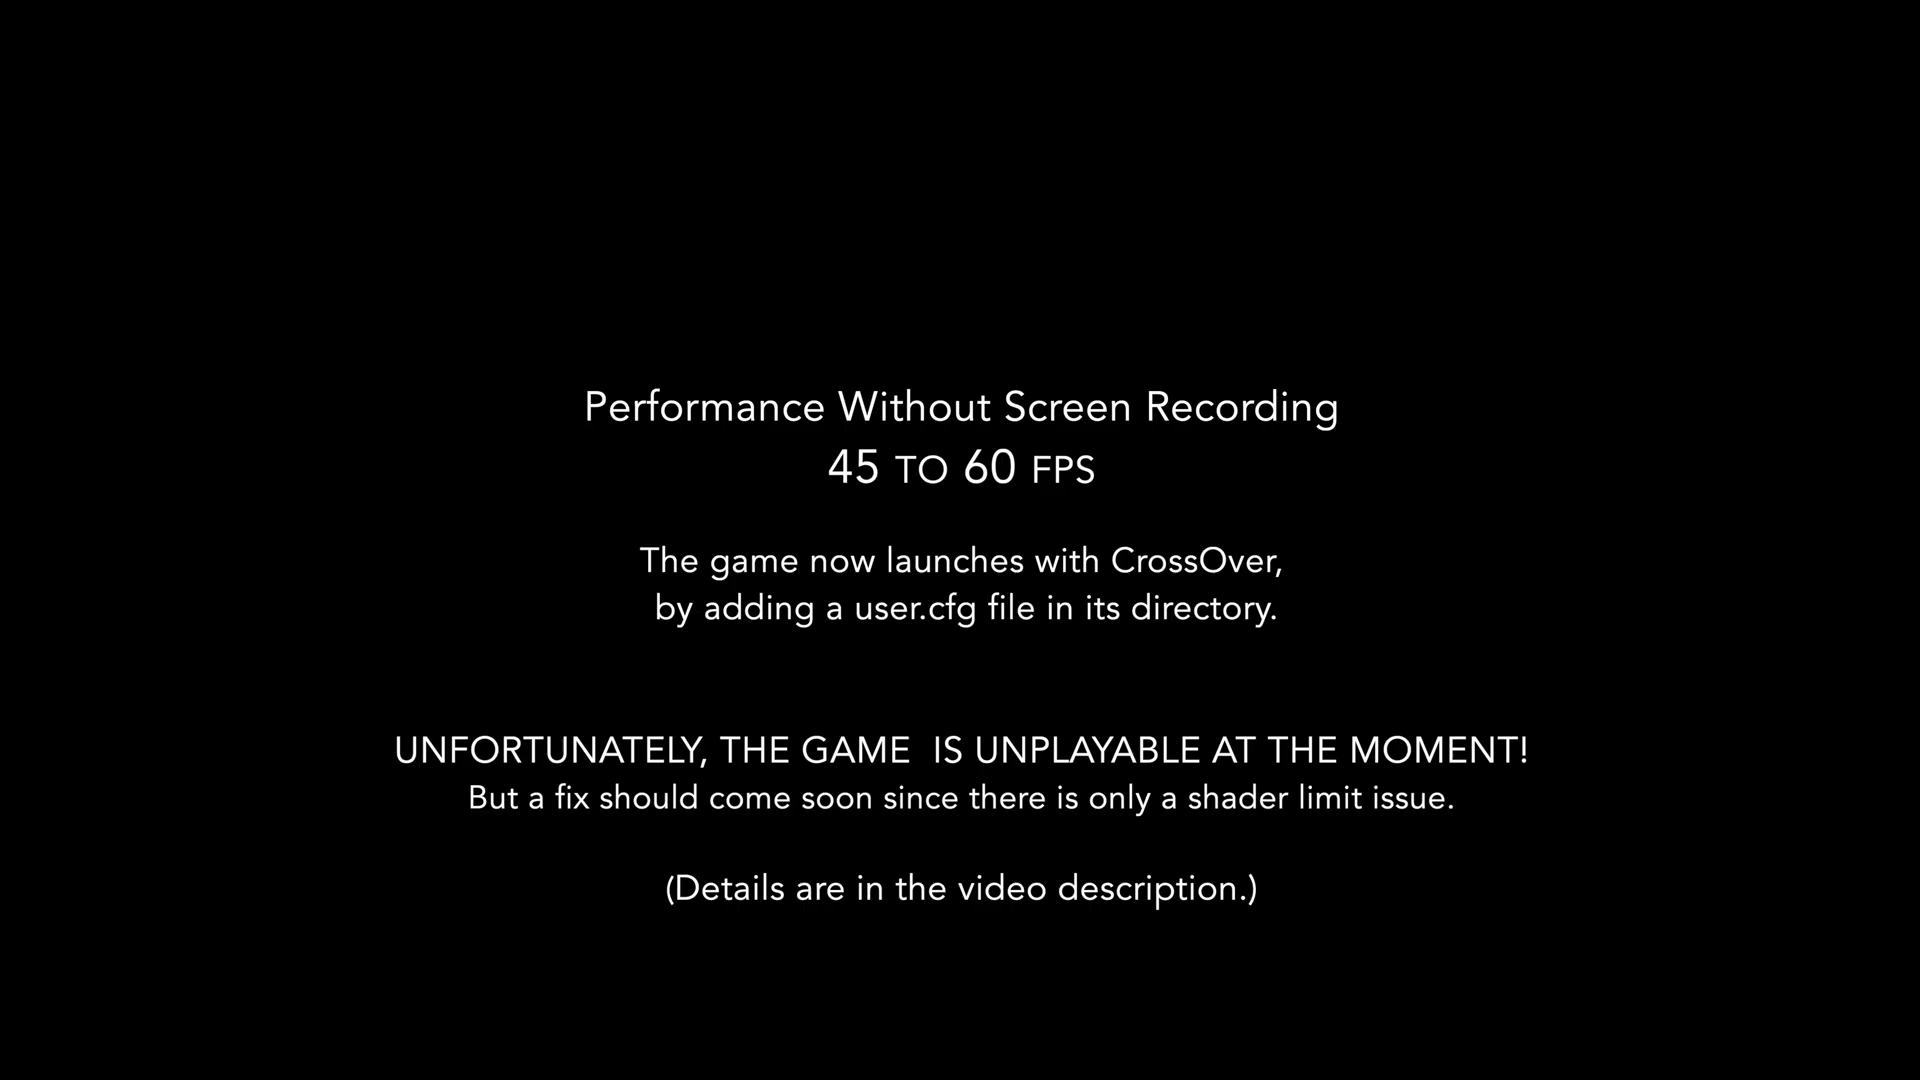 Performance Without Screen Recording
45 TO 60 FPS
The game now launches with CrossOver,
by adding a user.cfg file in its directory.
UNFORTUNATELY, THE GAME  IS UNPLAYABLE AT THE MOMENT!
But a fix should come soon since there is only a shader limit issue.
(Details are in the video description.)